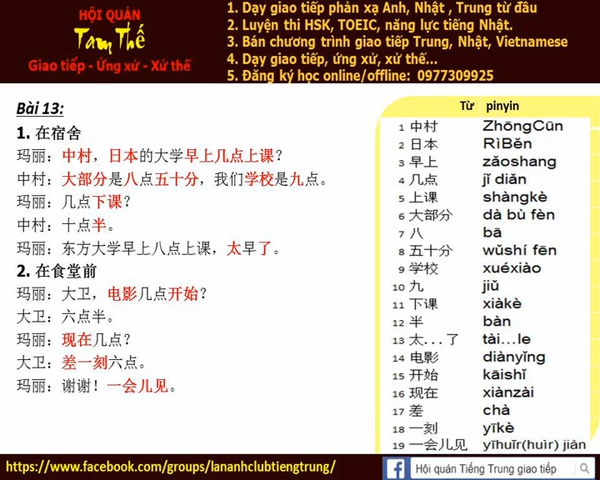 HỘI QUÁN
Tam Thế
Giao tiếp - Ứng xử - Xử thế
1. Dạy giao tiếp phản xạ Anh, Nhật , Trung từ đầu
2. Luyện thi HSK, TOEIC, năng lực tiếng Nhật.
3. Bán chương trình giao tiếp Trung, Nhật, Vietnamese
4. Dạy giao tiếp, ứng xử, xử thế...
5. Đăng ký học online/offline: 0977309925
Bài 13:
1. 在宿舍
玛丽：中村，日本的大学早上几点上课？
中村：大部分是八点五十分，我们学校是九点。
玛丽：几点下课？
中村：十点半。
玛丽：东方大学早上八点上课，太早了。
2. 在食堂前
玛丽：大卫，电影几点开始？
大卫：六点半。
玛丽：现在几点？
大卫：差一刻六点。
玛丽：谢谢！一会儿见。
Từ pinyin
1 中村 ZhōngCūn
2 日本 RìBěn
3 早上 zǎoshang
4 几点 jǐ diǎn
5 上课 shàngkè
6 大部分 dà bù fèn
7 八 bā
8 五十分 wǔshí fēn
9 学校 xuéxiào
10 九 jiǔ
11 下课 xiàkè
12 半 bàn
13 太...了 tài...le
14 电影 diànyǐng
15 开始 kāishǐ
16 现在 xiànzài
17 差 chà
18 一刻 yīkè
19 一会儿见 yīhuǐr(huìr) jiàn
https://www.facebook.com/groups/lananhclubtiengtrung/
f Hội quán Tiếng Trung giao tiếp